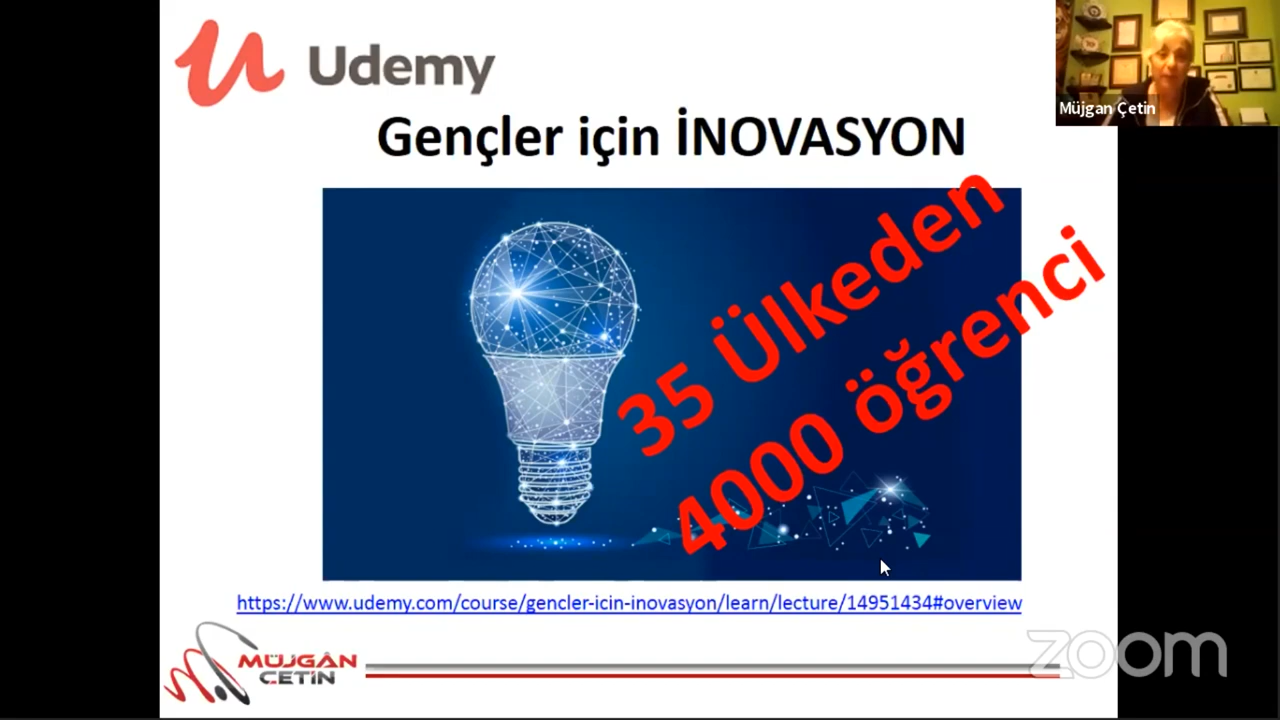 Udemy
Müjgan Çetin
Gençler için İNOVASYON
35 Ülkeden
4000 öğrenci
https://www.udemy.com/course/gencler-icin-inovasyon/learn/lecture/14951434#overview
MÜJGÂN
ÇETİN
zoom